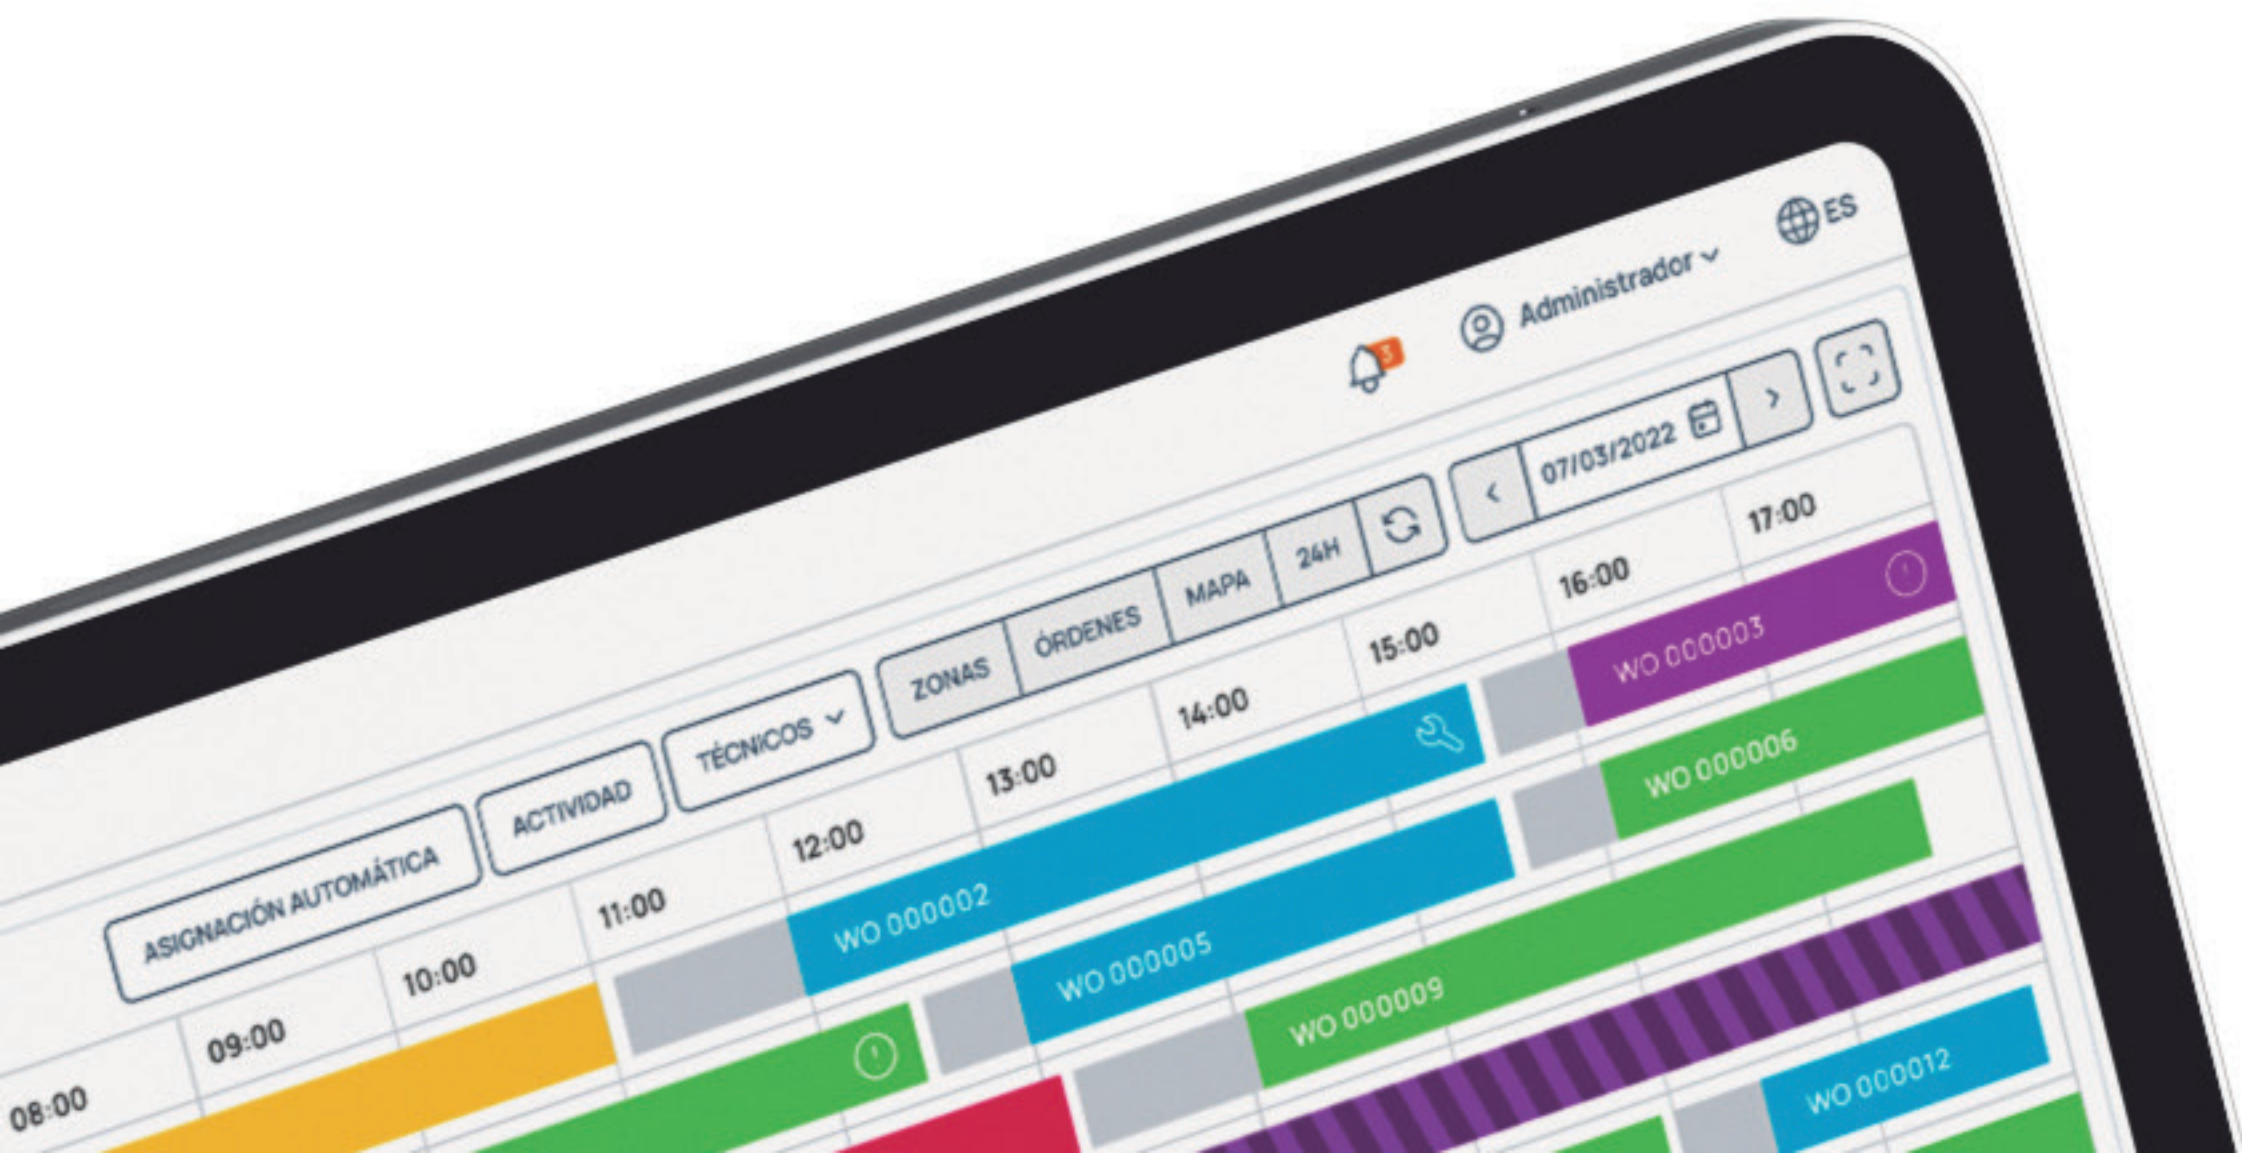 ES
Administrador
3
07/03/2022
ASIGNACIÓN AUTOMÁTICA ACTIVIDAD TÉCNICOS ZONAS ÓRDENES MAPA 24H
08:00 09:00 10:00 11:00 12:00 13:00 14:00 15:00 16:00 17:00
WO 000002 WO 000003
WO 000005 WO 000006
WO 000009
WO 000012